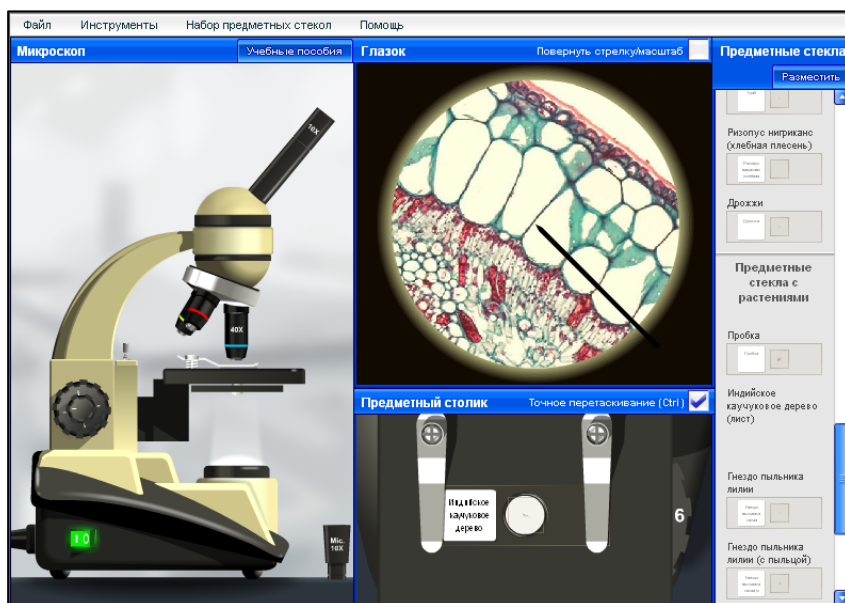 Файл Инструменты Набор предметных стекол Помощь
Микроскоп Учебные пособия
Глазок Повернуть стрелку/масштаб
Предметные стекла
Разместить
16X
40X
I O
Mic.
10X
Предметный столик Точное перетаскивание (Ctrl)
Индийское
каучуковое
дерево
6
Ризопус нигриканс
(хлебная плесень)
Дрожжи
Дрожжи
Предметные
стекла с
растениями
Пробка
Пробка
Индийское
каучуковое дерево
(лист)
Гнездо пыльника
лилии
Гнездо пыльника
лилии (с пыльцой)